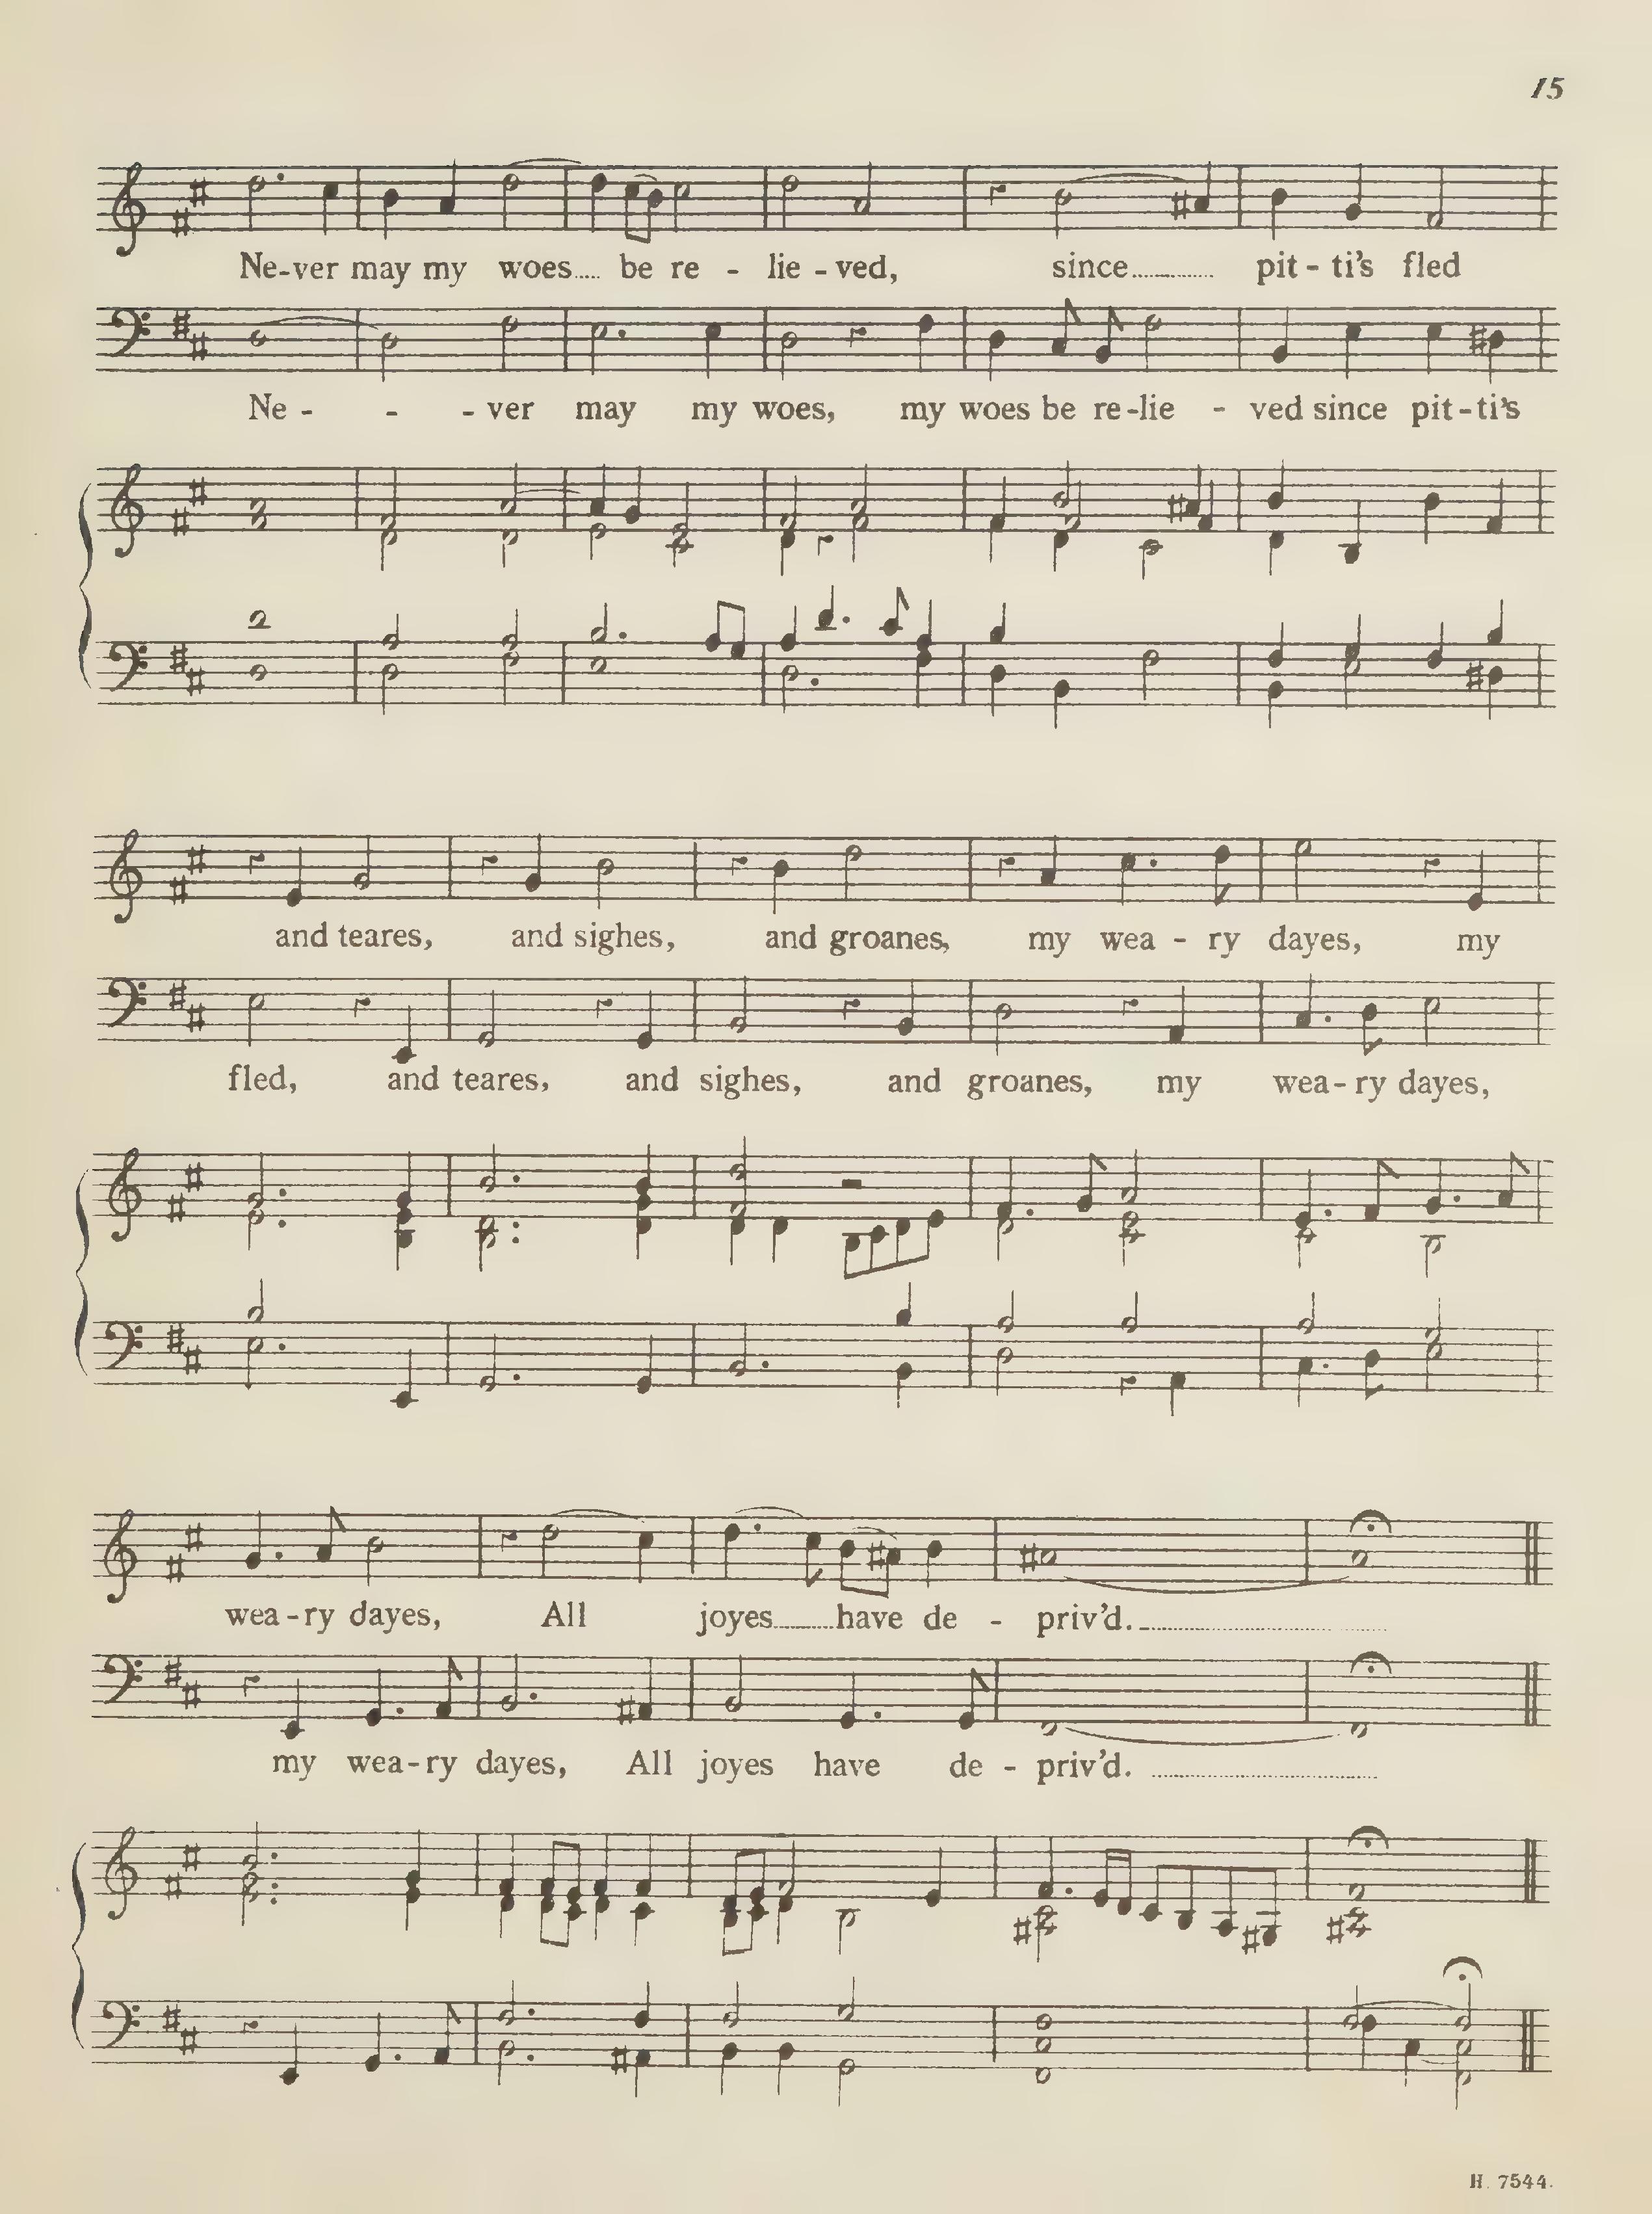 15
Ne-ver may my woes..... be re - lie - ved, since............. pit - ti's fled
Ne - - - ver may my woes, my woes be re-lie - ved since pit-ti's
and teares, and sighes, and groanes, my wea - ry dayes, my
fled, and teares, and sighes, and groanes, my wea-ry dayes,
wea-ry dayes, All joyes.......... have de - priv'd...............................
my wea-ry dayes, All joyes have de - priv'd. ...............................
H. 7544.